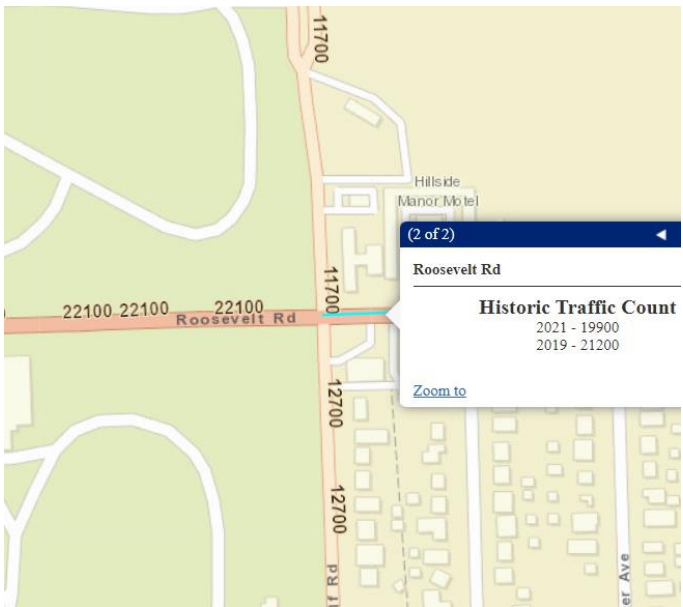 11700
Hillside
Manor Motel
(2 of 2)
Roosevelt Rd
Historic Traffic Count
2021 - 19900
2019 - 21200
Zoom to
11700
22100 22100 22100
Roosevelt Rd
12700
12700
Rd
Ave